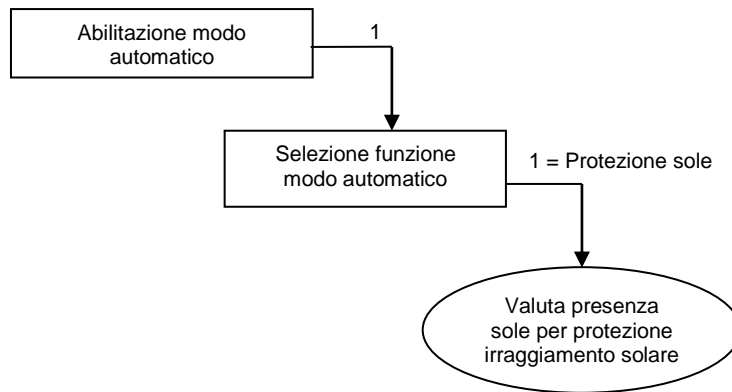 Abilitazione modo
automatico
1
Selezione funzione
modo automatico
1 = Protezione sole
Valuta presenza
sole per protezione
irraggiamento solare